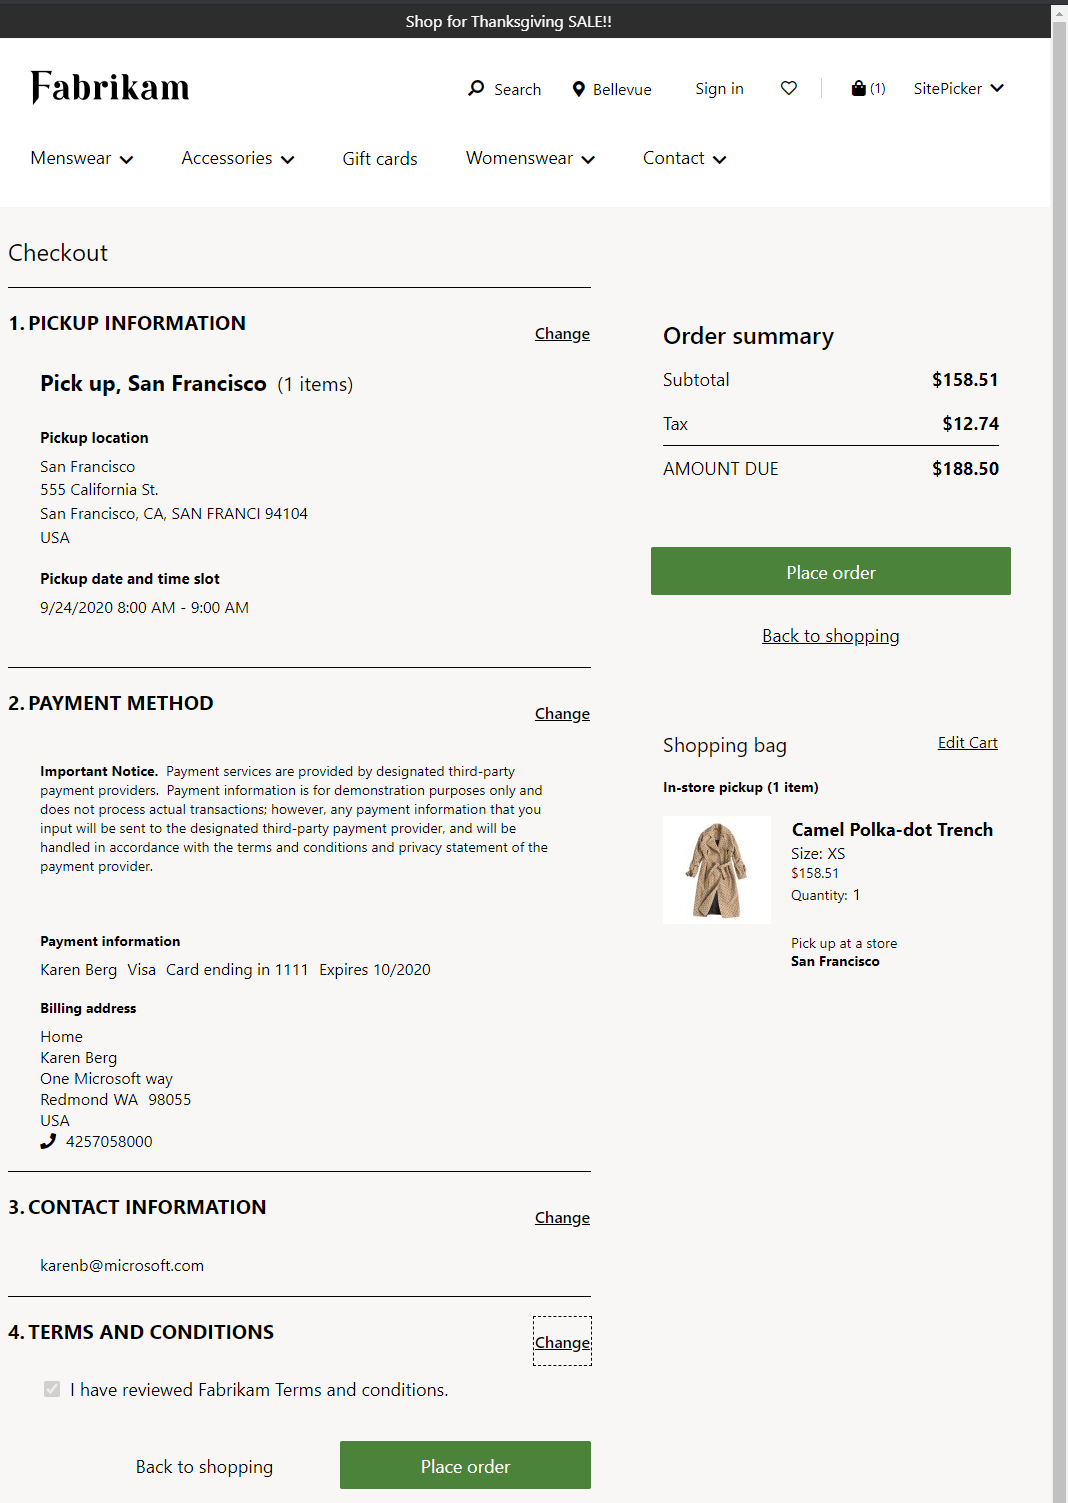 Shop for Thanksgiving SALE!!
Fabrikam
Search
Bellevue
Sign in
(1)
SitePicker
Menswear
Accessories
Gift cards
Womenswear
Contact
Checkout
1. PICKUP INFORMATION
Change
Pick up, San Francisco (1 items)
Pickup location
San Francisco
555 California St.
San Francisco, CA, SAN FRANCI 94104
USA
Pickup date and time slot
9/24/2020 8:00 AM - 9:00 AM
2. PAYMENT METHOD
Change
Important Notice. Payment services are provided by designated third-party
payment providers. Payment information is for demonstration purposes only and
does not process actual transactions; however, any payment information that you
input will be sent to the designated third-party payment provider, and will be
handled in accordance with the terms and conditions and privacy statement of the
payment provider.
Payment information
Karen Berg Visa Card ending in 1111 Expires 10/2020
Billing address
Home
Karen Berg
One Microsoft way
Redmond WA 98055
USA
4257058000
3. CONTACT INFORMATION
Change
karenb@microsoft.com
4. TERMS AND CONDITIONS
Change
I have reviewed Fabrikam Terms and conditions.
Back to shopping
Place order
Order summary
Subtotal $158.51
Tax $12.74
AMOUNT DUE $188.50
Place order
Back to shopping
Shopping bag
Edit Cart
In-store pickup (1 item)
Camel Polka-dot Trench
Size: XS
$158.51
Quantity: 1
Pick up at a store
San Francisco